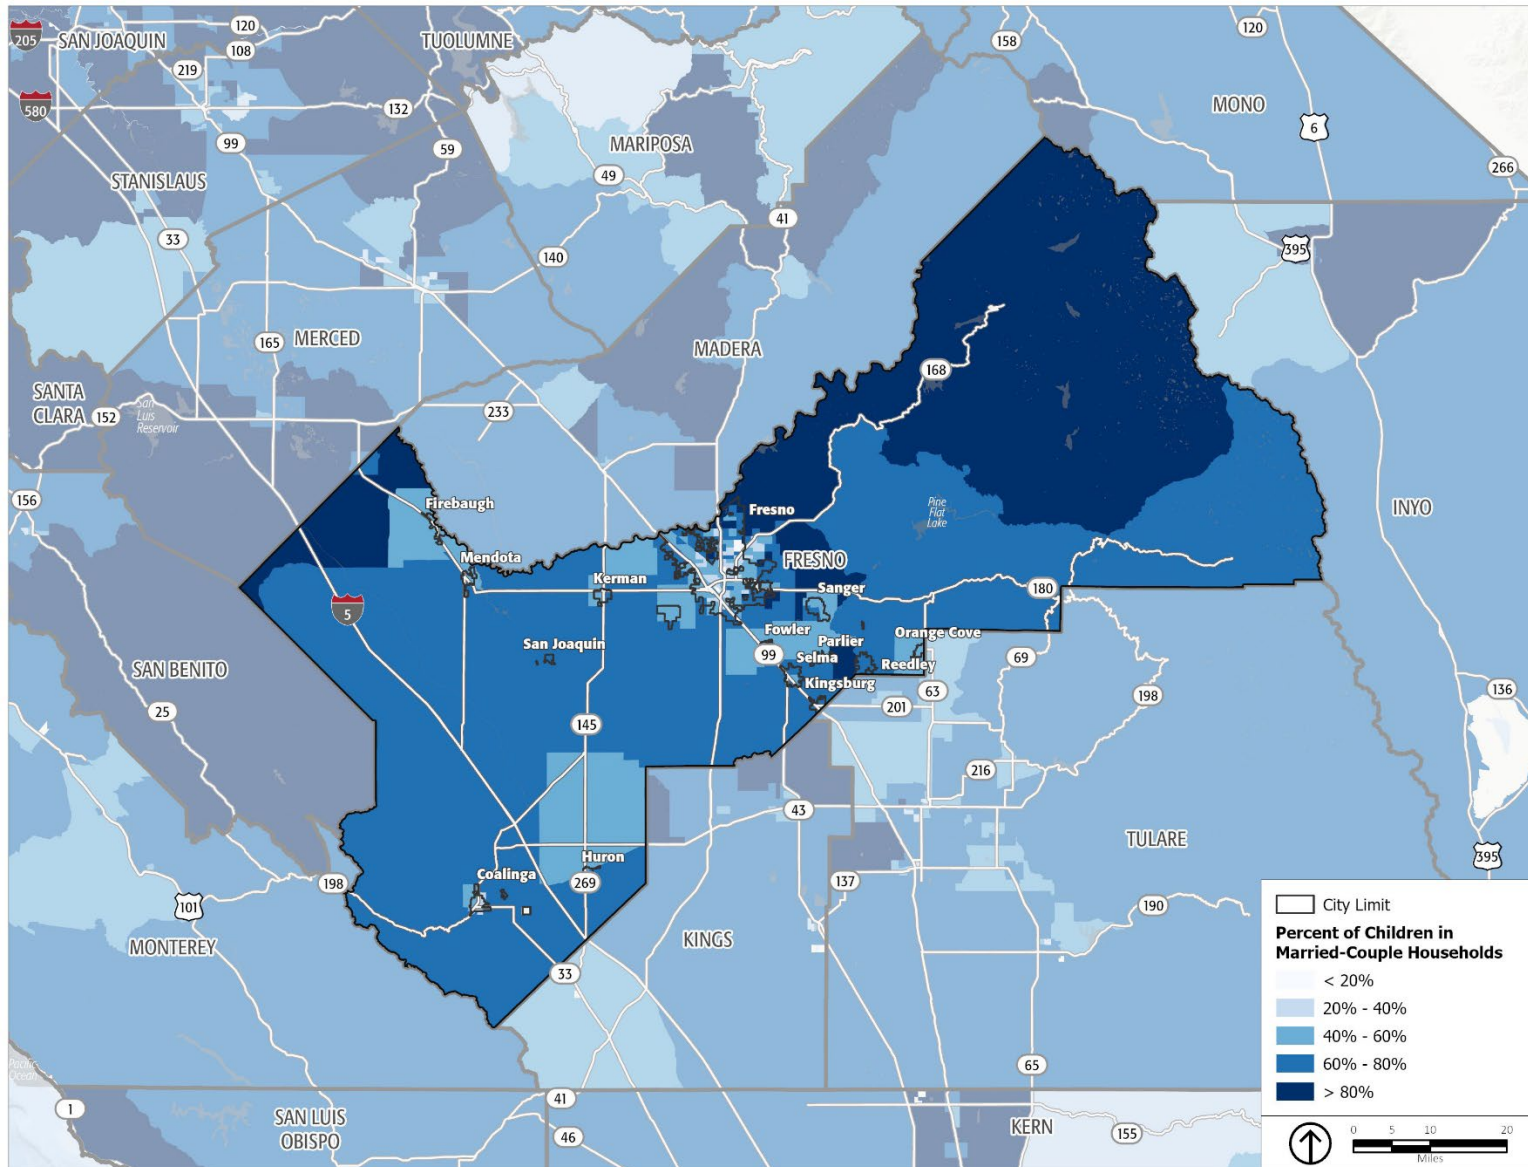 205
SAN JOAQUIN
120
108
219
TUOLUMNE
158
120
580
132
MONO
6
99
59
MARIPOSA
266
STANISLAUS
49
33
41
395
140
165
MERCED
MADERA
168
SANTA
CLARA
152
San
Luis
Reservoir
233
156
Firebaugh
Fresno
Pine
Flat
Lake
INYO
Mendota
Kerman
FRESNO
Sanger
180
5
San Joaquin
Fowler
Parlier
Orange Cove
99
Selma
Reedley
69
SAN BENITO
Kingsburg
63
198
136
25
145
201
216
43
TULARE
Huron
395
198
Coalinga
269
137
101
190
MONTEREY
KINGS
33
65
Pacific
Ocean
1
SAN LUIS
OBISPO
41
46
KERN
155
City Limit
Percent of Children in
Married-Couple Households
< 20%
20% - 40%
40% - 60%
60% - 80%
> 80%
0 5 10 20
Miles